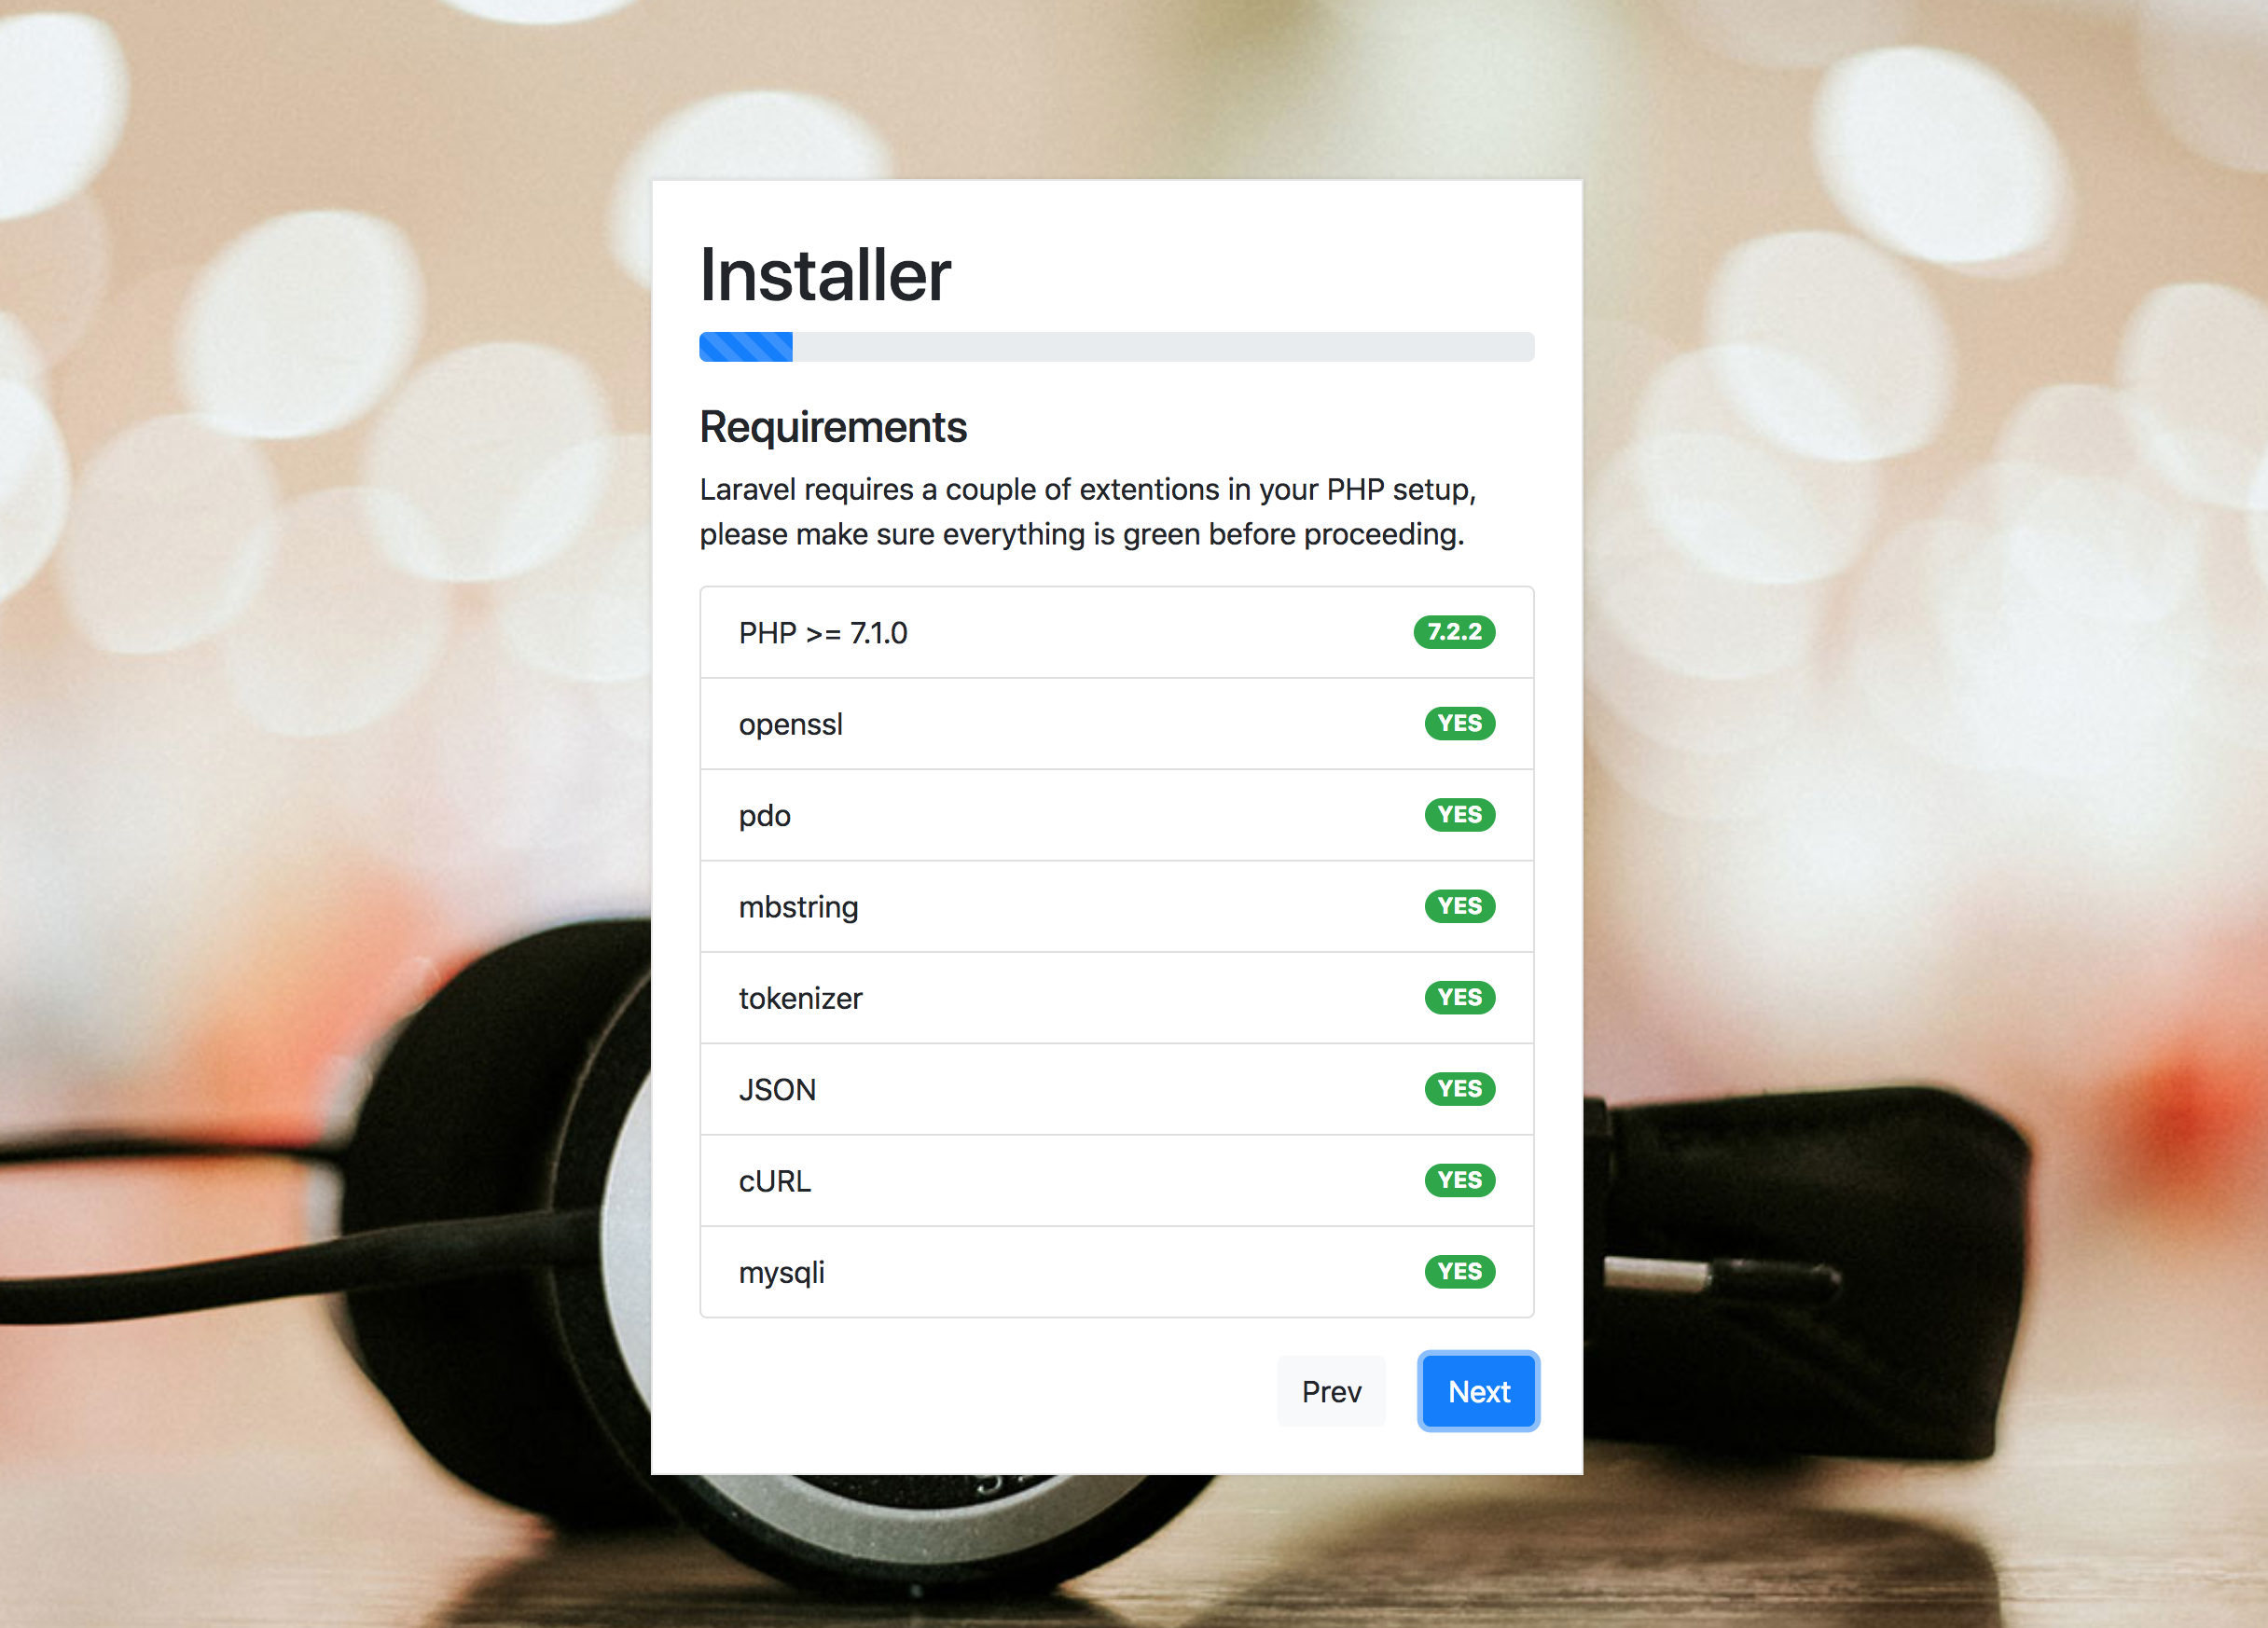 Installer
Requirements
Laravel requires a couple of extentions in your PHP setup,
please make sure everything is green before proceeding.
PHP >= 7.1.0 7.2.2
openssl YES
pdo YES
mbstring YES
tokenizer YES
JSON YES
cURL YES
mysqli YES
Prev Next